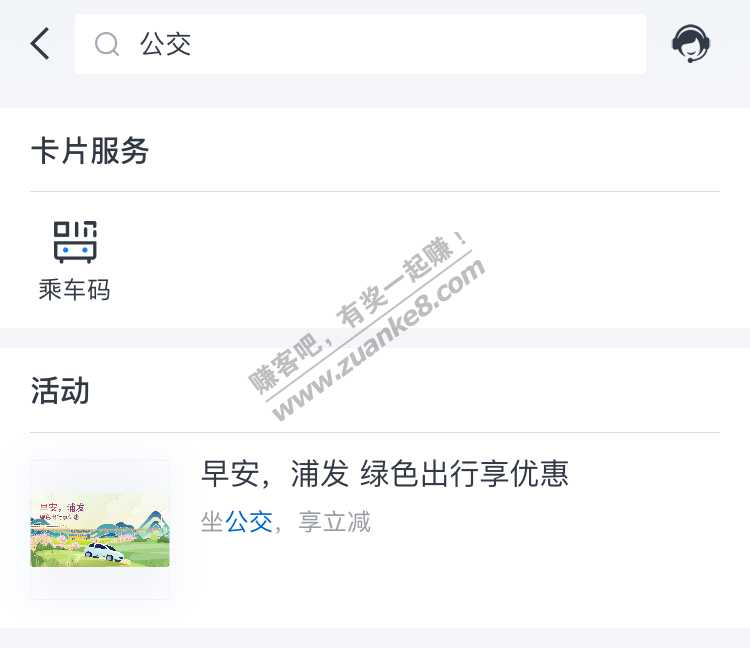 公交
卡片服务
乘车码
赚客吧，有奖一起赚！
www.zuanke8.com
活动
早安，浦发 绿色出行享优惠
坐公交，享立减
早安，浦发